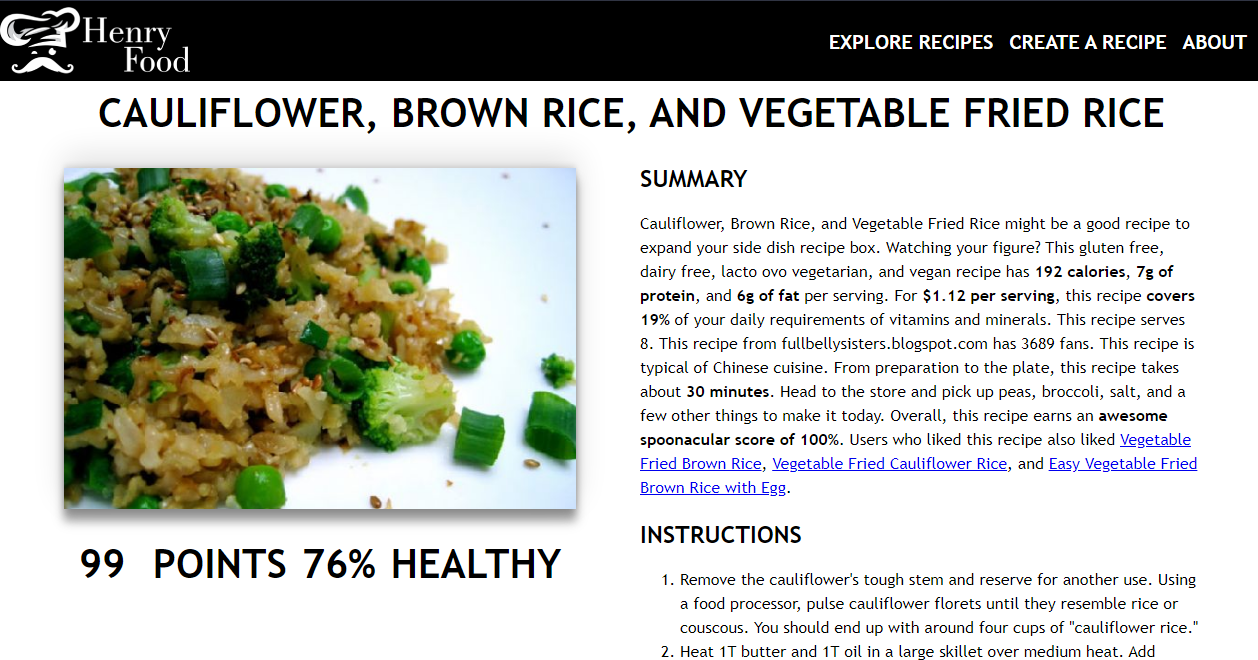 Henry
Food
EXPLORE RECIPES CREATE A RECIPE ABOUT
CAULIFLOWER, BROWN RICE, AND VEGETABLE FRIED RICE
SUMMARY
Cauliflower, Brown Rice, and Vegetable Fried Rice might be a good recipe to
expand your side dish recipe box. Watching your figure? This gluten free,
dairy free, lacto ovo vegetarian, and vegan recipe has 192 calories, 7g of
protein, and 6g of fat per serving. For $1.12 per serving, this recipe covers
19% of your daily requirements of vitamins and minerals. This recipe serves
8. This recipe from fullbellysisters.blogspot.com has 3689 fans. This recipe is
typical of Chinese cuisine. From preparation to the plate, this recipe takes
about 30 minutes. Head to the store and pick up peas, broccoli, salt, and a
few other things to make it today. Overall, this recipe earns an awesome
spoonacular score of 100%. Users who liked this recipe also liked Vegetable
Fried Brown Rice, Vegetable Fried Cauliflower Rice, and Easy Vegetable Fried
Brown Rice with Egg.
99 POINTS 76% HEALTHY
INSTRUCTIONS
1. Remove the cauliflower's tough stem and reserve for another use. Using
a food processor, pulse cauliflower florets until they resemble rice or
couscous. You should end up with around four cups of "cauliflower rice."
2. Heat 1T butter and 1T oil in a large skillet over medium heat. Add